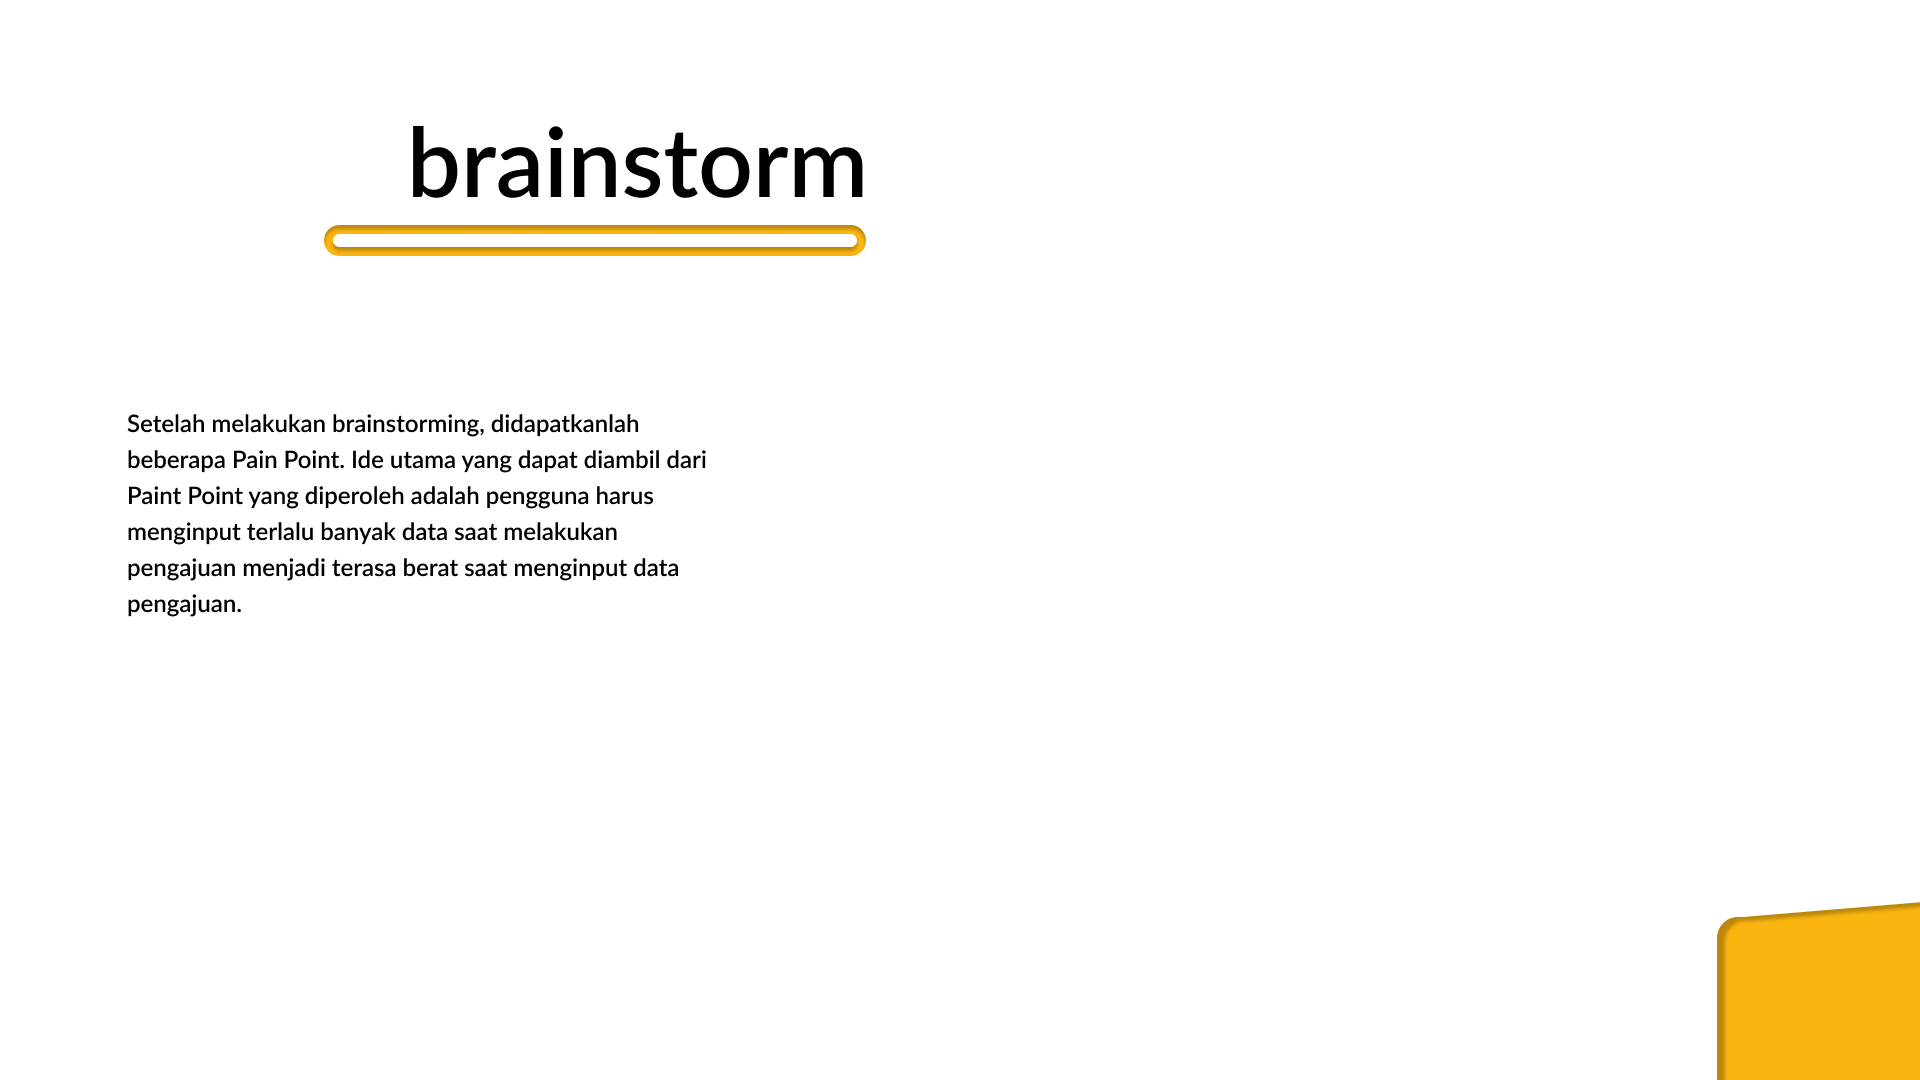 brainstorm
Setelah melakukan brainstorming, didapatkanlah
beberapa Pain Point. Ide utama yang dapat diambil dari
Paint Point yang diperoleh adalah pengguna harus
menginput terlalu banyak data saat melakukan
pengajuan menjadi terasa berat saat menginput data
pengajuan.